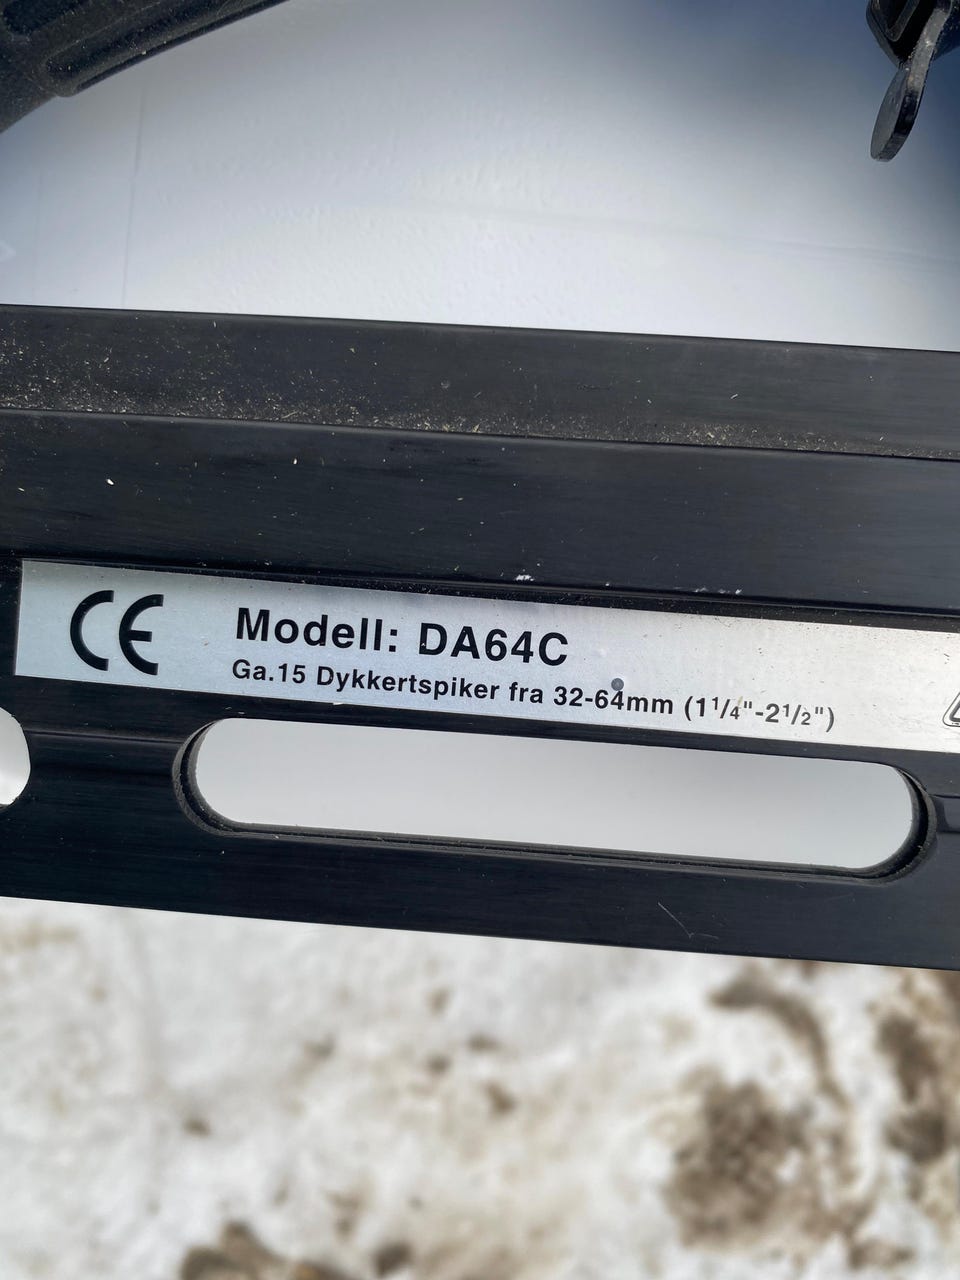 CE
Modell: DA64C
Ga.15 Dykkertspiker fra 32-64mm (1¹/₄"-2¹/₂")